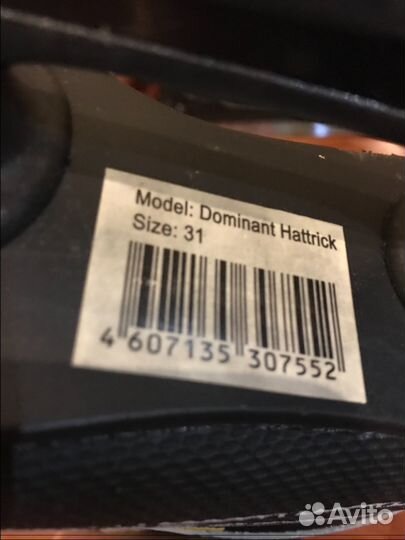 Model: Dominant Hattrick
Size: 31
4 607135 307552
Avito